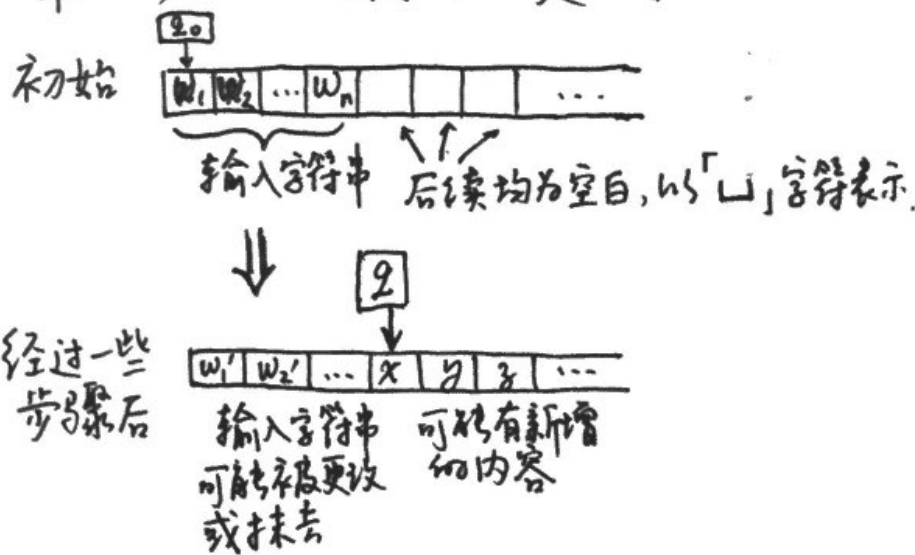 q₀
初始
w₁ w₂ … wₙ …
输入字符串 后续均为空白,以「⊔」字符表示.
q
经过一些
步骤后
w₁' w₂' … x y z …
输入字符串 可能有新增
可能被更改 的内容
或抹去